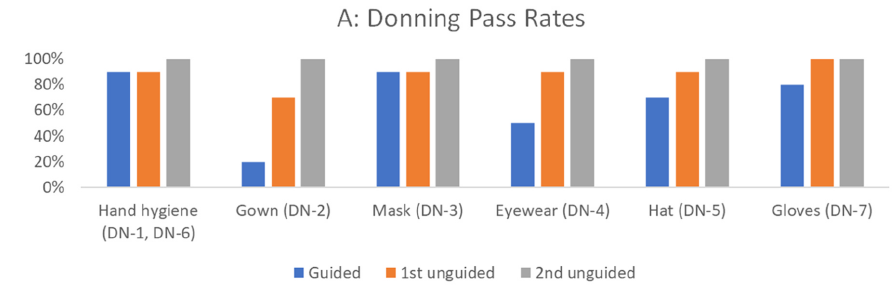 A: Donning Pass Rates
100%
80%
60%
40%
20%
0%
Hand hygiene (DN-1, DN-6)
Gown (DN-2)
Mask (DN-3)
Eyewear (DN-4)
Hat (DN-5)
Gloves (DN-7)
Guided
1st unguided
2nd unguided